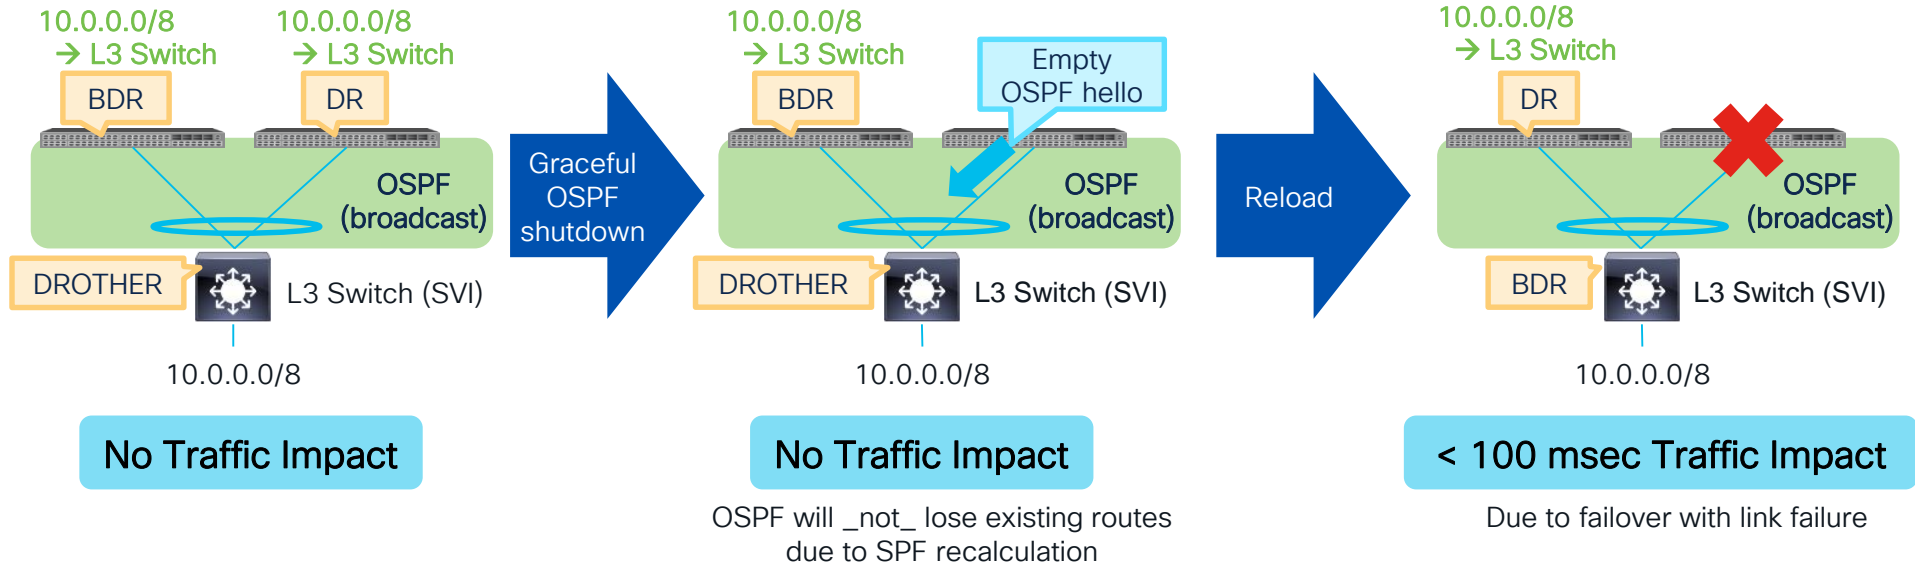 10.0.0.0/8
→ L3 Switch
10.0.0.0/8
→ L3 Switch
BDR
DR
OSPF
(broadcast)
DROTHER
L3 Switch (SVI)
10.0.0.0/8
No Traffic Impact
Graceful
OSPF
shutdown
10.0.0.0/8
→ L3 Switch
Empty
OSPF hello
BDR
OSPF
(broadcast)
DROTHER
L3 Switch (SVI)
10.0.0.0/8
No Traffic Impact
OSPF will _not_ lose existing routes
due to SPF recalculation
Reload
10.0.0.0/8
→ L3 Switch
DR
OSPF
(broadcast)
BDR
L3 Switch (SVI)
10.0.0.0/8
< 100 msec Traffic Impact
Due to failover with link failure